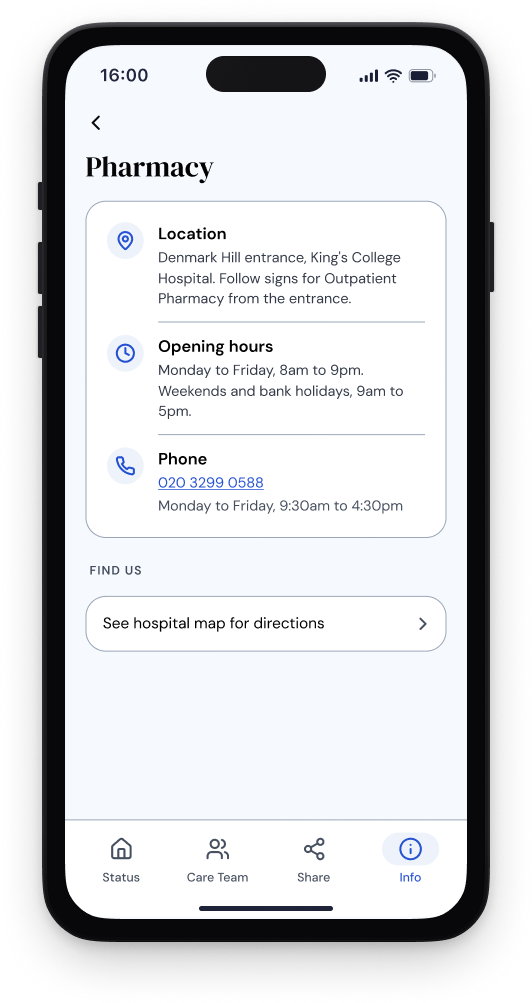 16:00
Pharmacy
Location
Denmark Hill entrance, King's College
Hospital. Follow signs for Outpatient
Pharmacy from the entrance.
Opening hours
Monday to Friday, 8am to 9pm.
Weekends and bank holidays, 9am to
5pm.
Phone
020 3299 0588
Monday to Friday, 9:30am to 4:30pm
FIND US
See hospital map for directions
Status
Care Team
Share
Info